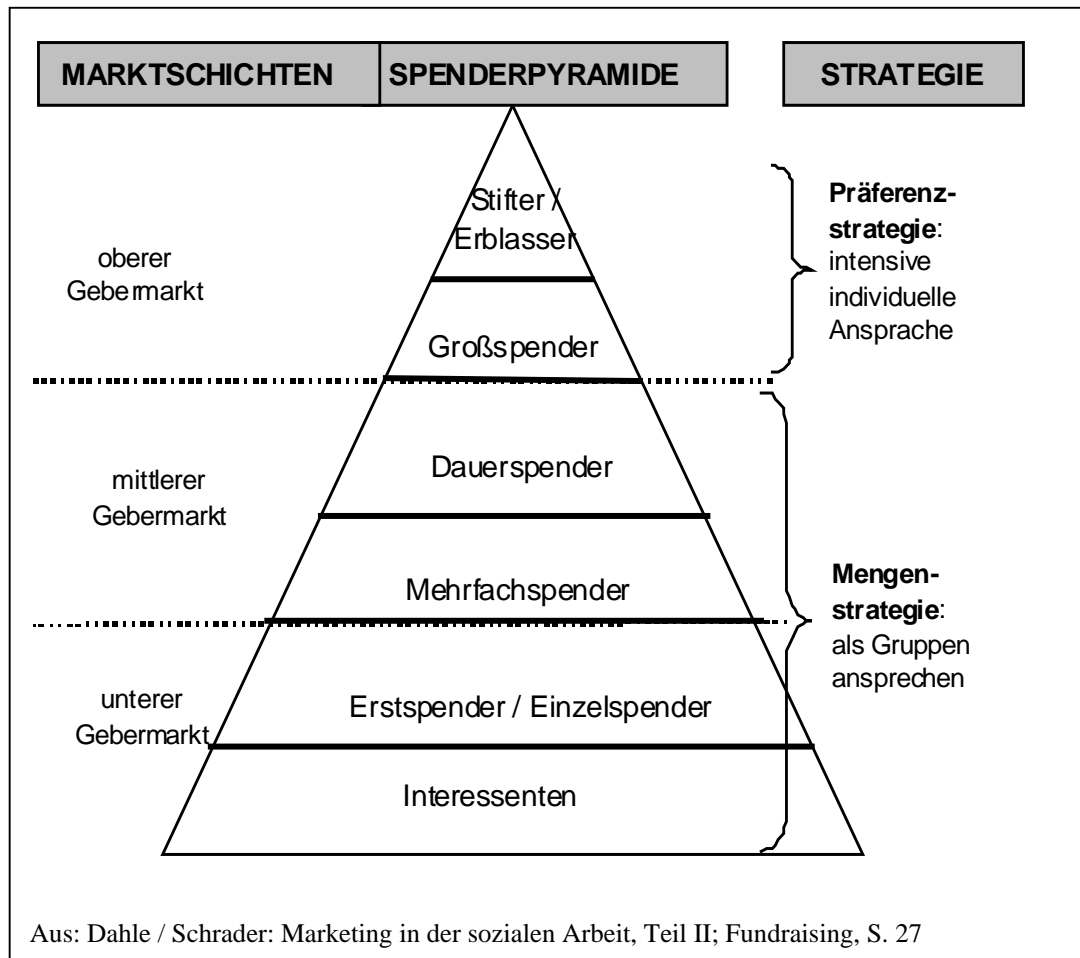 MARKTSCHICHTEN
SPENDERPYRAMIDE
STRATEGIE
Stifter /
Erblasser
oberer
Gebermarkt
Präferenz-
strategie:
intensive
individuelle
Ansprache
Großspender
Dauerspender
mittlerer
Gebermarkt
Mehrfachspender
Mengen-
strategie:
als Gruppen
ansprechen
unterer
Gebermarkt
Erstspender / Einzelspender
Interessenten
Aus: Dahle / Schrader: Marketing in der sozialen Arbeit, Teil II; Fundraising, S. 27